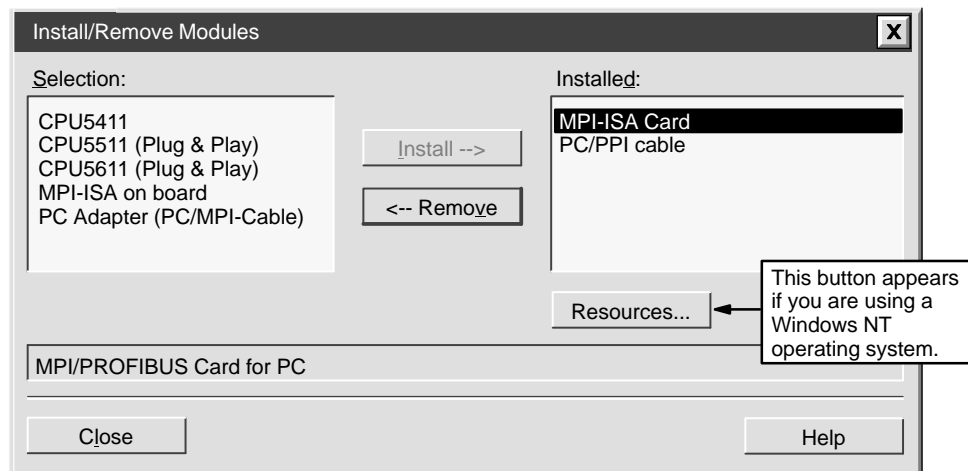 Install/Remove Modules
X
Selection:
Installed:
CPU5411
CPU5511 (Plug & Play)
CPU5611 (Plug & Play)
MPI-ISA on board
PC Adapter (PC/MPI-Cable)
Install -->
<-- Remove
MPI-ISA Card
PC/PPI cable
Resources...
This button appears
if you are using a
Windows NT
operating system.
MPI/PROFIBUS Card for PC
Close
Help